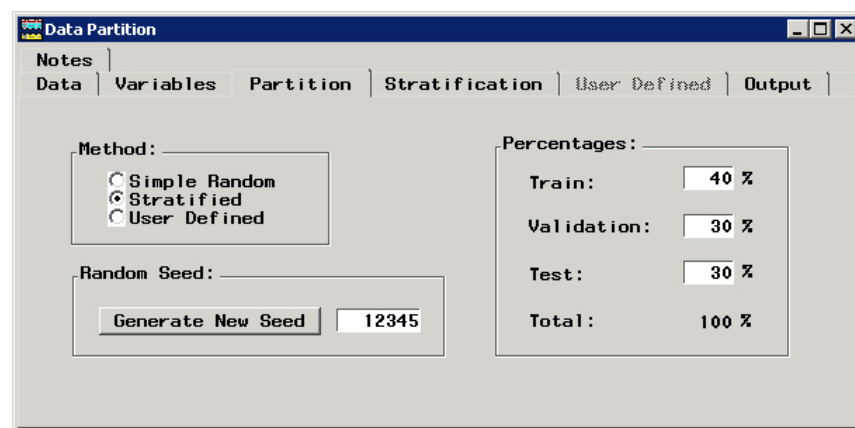 Data Partition
Notes
Data Variables Partition Stratification User Defined Output
Method:
Simple Random
Stratified
User Defined
Random Seed:
Generate New Seed 12345
Percentages:
Train: 40 %
Validation: 30 %
Test: 30 %
Total: 100 %